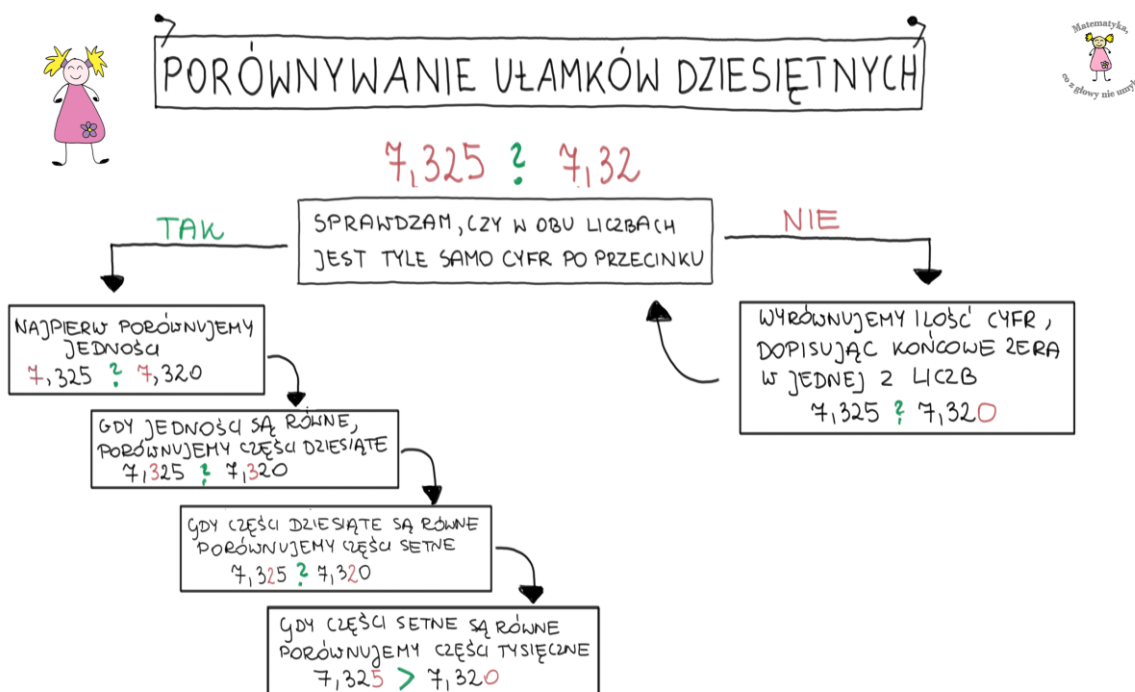 PORÓWNYWANIE UŁAMKÓW DZIESIĘTNYCH
Matematyka,
co z głowy nie
7,325 ? 7,32
TAK
SPRAWDZAM, CZY W OBU LICZBACH
JEST TYLE SAMO CYFR PO PRZECINKU
NIE
NAJPIERW PORÓWNUJEMY
JEDNOŚCI
7,325 ? 7,320
GDY JEDNOŚCI SĄ RÓWNE,
PORÓWNUJEMY CZĘŚCI DZIESIĄTE
7,325 ? 7,320
GDY CZĘŚCI DZIESIĄTE SĄ RÓWNE
PORÓWNUJEMY CZĘŚCI SETNE
7,325 ? 7,320
GDY CZĘŚCI SETNE SĄ RÓWNE
PORÓWNUJEMY CZĘŚCI TYSIĘCZNE
7,325 > 7,320
WYRÓWNUJEMY ILOŚĆ CYFR,
DOPISUJĄC KOŃCOWE ZERA
W JEDNEJ Z LICZB
7,325 ? 7,320